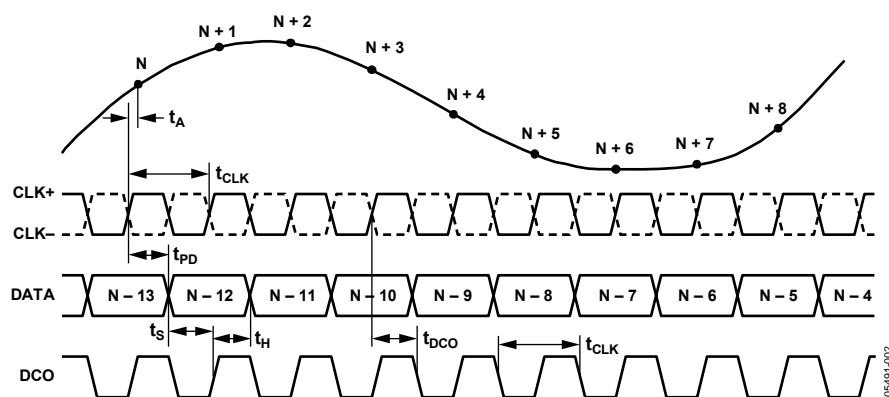 N
N + 1
N + 2
N + 3
N + 4
N + 5
N + 6
N + 7
N + 8
tA
tCLK
CLK+
CLK–
tPD
DATA
N – 13
N – 12
N – 11
N – 10
N – 9
N – 8
N – 7
N – 6
N – 5
N – 4
tS
tH
tDCO
tCLK
DCO
05491-002